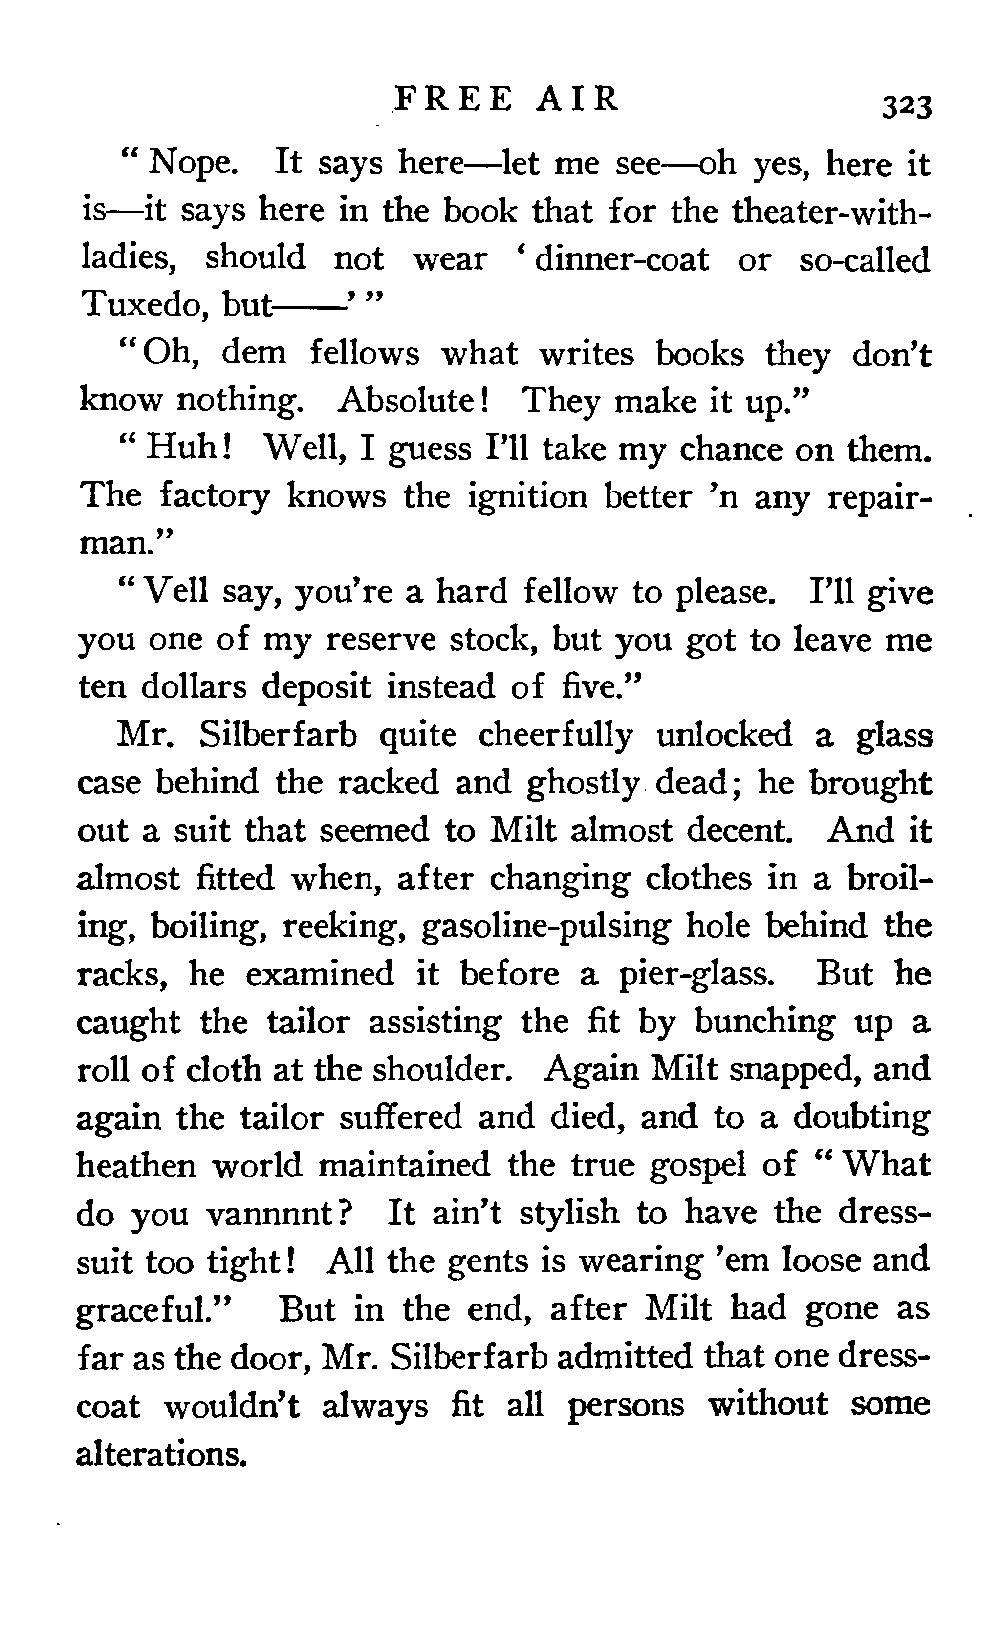 FREE AIR 323
“ Nope. It says here—let me see—oh yes, here it
is—it says here in the book that for the theater-with-
ladies, should not wear ‘ dinner-coat or so-called
Tuxedo, but——’ ”
“ Oh, dem fellows what writes books they don’t
know nothing. Absolute! They make it up.”
“ Huh! Well, I guess I’ll take my chance on them.
The factory knows the ignition better ’n any repair-
man.”
“ Vell say, you’re a hard fellow to please. I’ll give
you one of my reserve stock, but you got to leave me
ten dollars deposit instead of five.”
Mr. Silberfarb quite cheerfully unlocked a glass
case behind the racked and ghostly dead; he brought
out a suit that seemed to Milt almost decent. And it
almost fitted when, after changing clothes in a broil-
ing, boiling, reeking, gasoline-pulsing hole behind the
racks, he examined it before a pier-glass. But he
caught the tailor assisting the fit by bunching up a
roll of cloth at the shoulder. Again Milt snapped, and
again the tailor suffered and died, and to a doubting
heathen world maintained the true gospel of “ What
do you vannnnt? It ain’t stylish to have the dress-
suit too tight! All the gents is wearing ’em loose and
graceful.” But in the end, after Milt had gone as
far as the door, Mr. Silberfarb admitted that one dress-
coat wouldn’t always fit all persons without some
alterations.